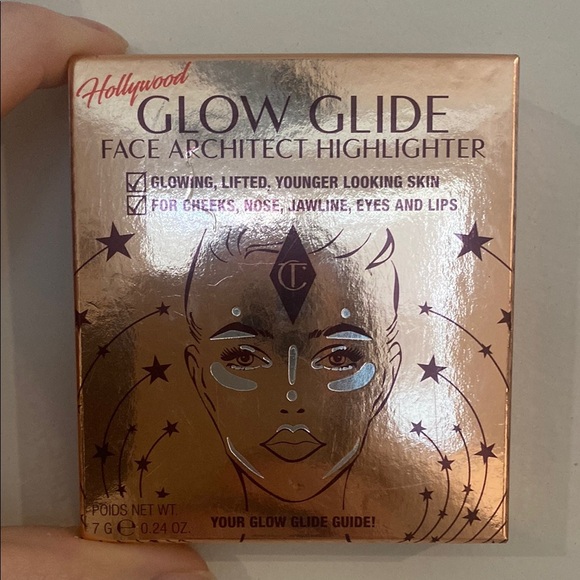 Hollywood
GLOW GLIDE
FACE ARCHITECT HIGHLIGHTER
GLOWING, LIFTED, YOUNGER LOOKING SKIN
FOR CHEEKS, NOSE, JAWLINE, EYES AND LIPS
CT
POIDS NET WT.
7 G e 0.24 OZ.
YOUR GLOW GLIDE GUIDE!